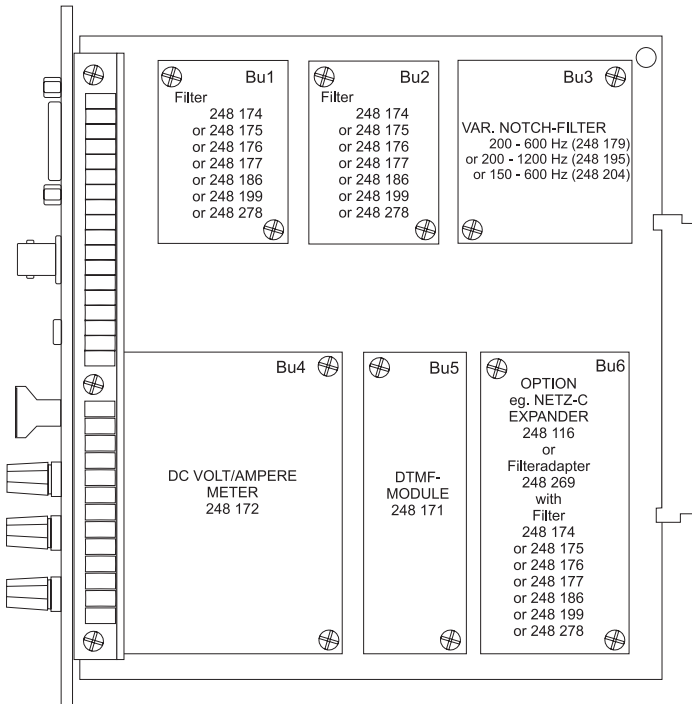 Bu1
Filter
248 174
or 248 175
or 248 176
or 248 177
or 248 186
or 248 199
or 248 278
Bu2
Filter
248 174
or 248 175
or 248 176
or 248 177
or 248 186
or 248 199
or 248 278
Bu3
VAR. NOTCH-FILTER
200 - 600 Hz (248 179)
or 200 - 1200 Hz (248 195)
or 150 - 600 Hz (248 204)
Bu4
DC VOLT/AMPERE
METER
248 172
Bu5
DTMF-
MODULE
248 171
Bu6
OPTION
eg. NETZ-C
EXPANDER
248 116
or
Filteradapter
248 269
with
Filter
248 174
or 248 175
or 248 176
or 248 177
or 248 186
or 248 199
or 248 278